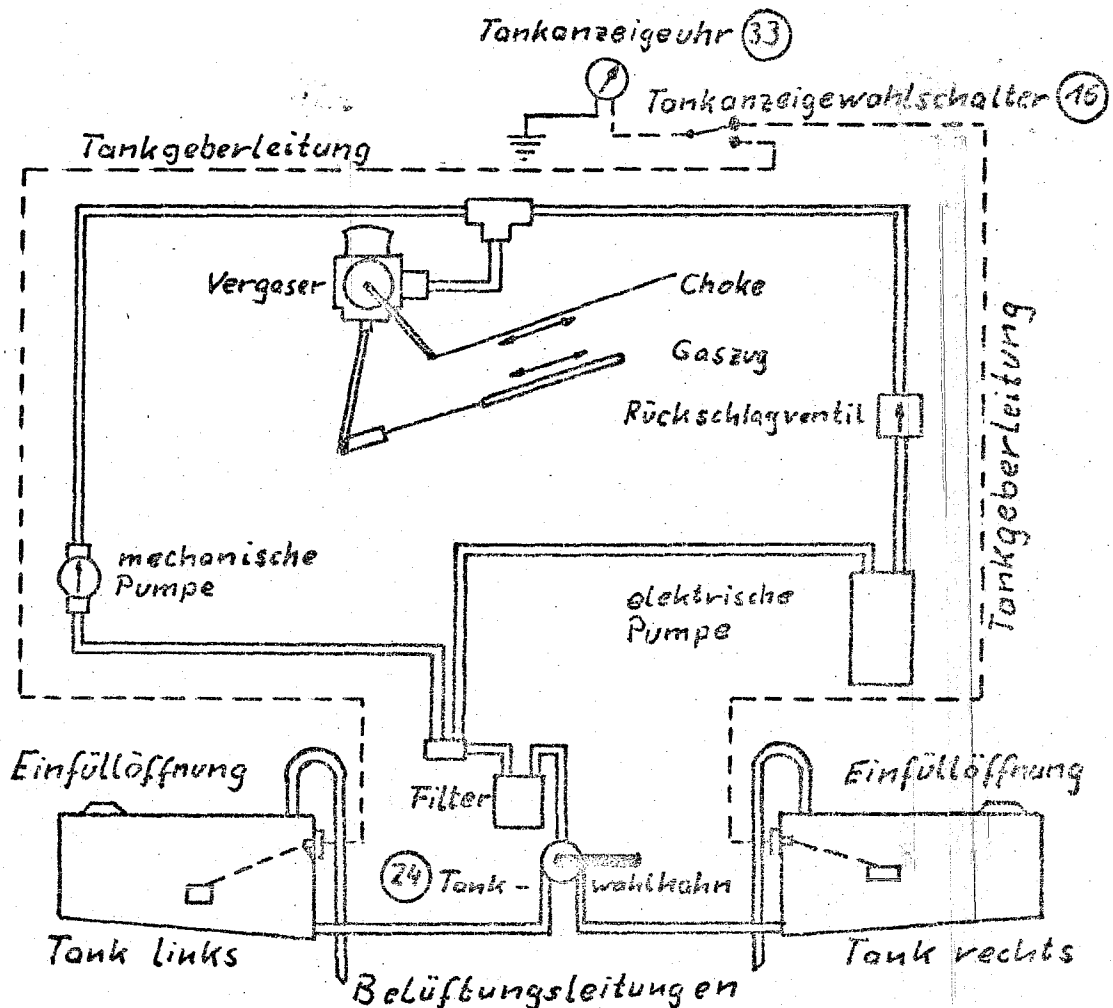 Tankanzeigeuhr 33
Tankanzeigewahlschalter 16
Tankgeberleitung
Vergaser
Choke
Gaszug
Rückschlagventil
Tankgeberleitung
mechanische
Pumpe
elektrische
Pumpe
Einfüllöffnung
Einfüllöffnung
Filter
24 Tank-wahlhahn
Tank links
Tank rechts
Belüftungsleitungen